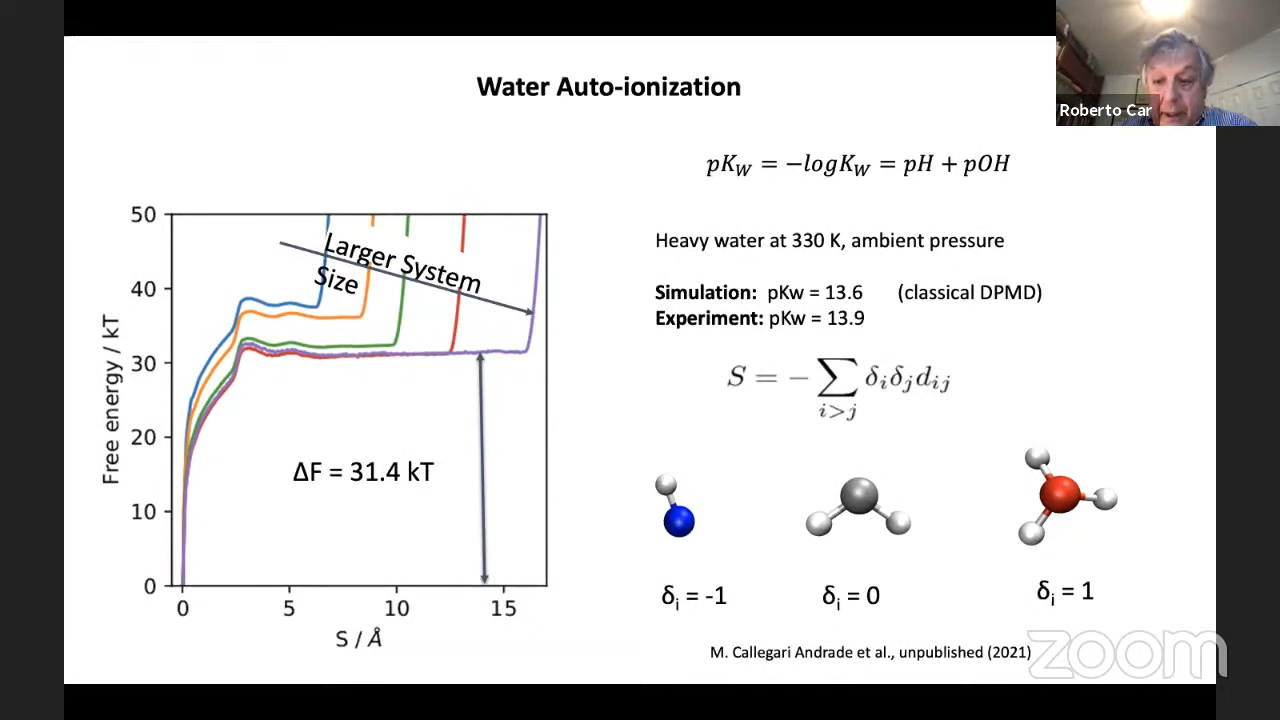 Water Auto-ionization
Roberto Car
pK_W = −logK_W = pH + pOH
Heavy water at 330 K, ambient pressure
Simulation: pKw = 13.6 (classical DPMD)
Experiment: pKw = 13.9
S = − ∑ δ_i δ_j d_ij
i>j
δ_i = -1
δ_i = 0
δ_i = 1
M. Callegari Andrade et al., unpublished (2021)
zoom
Free energy / kT
50
40
30
20
10
0
Larger System
Size
ΔF = 31.4 kT
0 5 10 15
S / Å